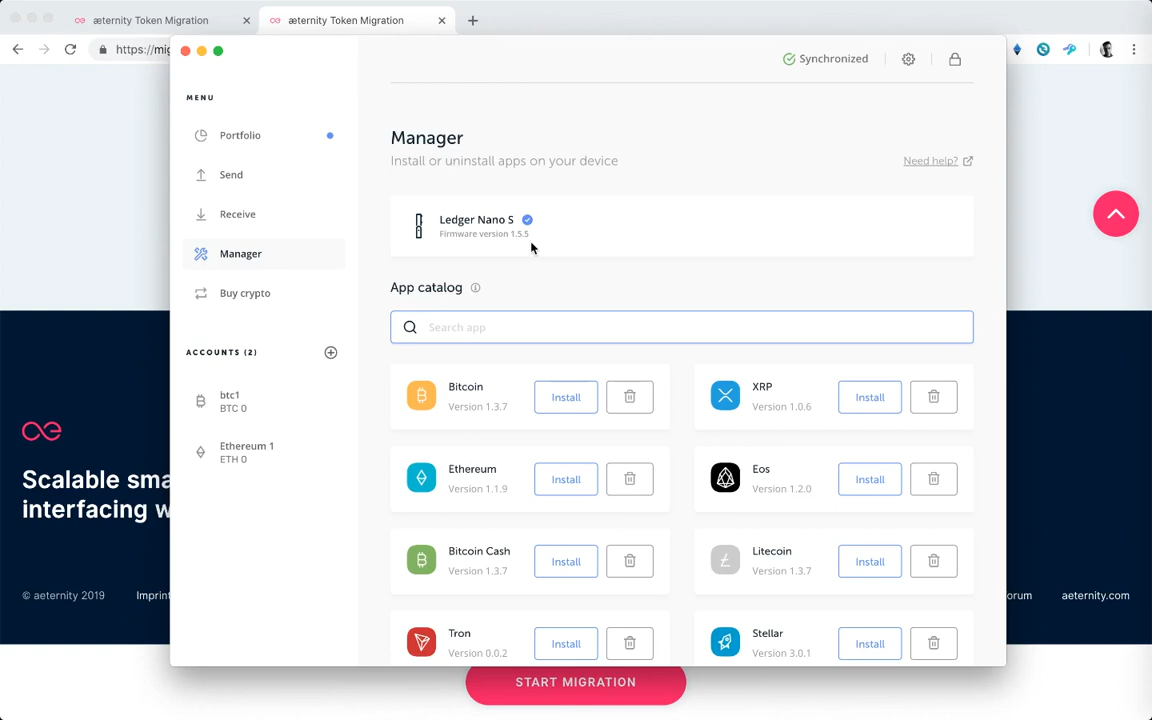 æternity Token Migration
æternity Token Migration
https://mig
MENU
Portfolio
Send
Receive
Manager
Buy crypto
ACCOUNTS (2)
btc1
BTC 0
Ethereum 1
ETH 0
Synchronized
Manager
Install or uninstall apps on your device
Need help?
Ledger Nano S
Firmware version 1.5.5
App catalog
Search app
Bitcoin
Version 1.3.7
Install
XRP
Version 1.0.6
Install
Ethereum
Version 1.1.9
Install
Eos
Version 1.2.0
Install
Bitcoin Cash
Version 1.3.7
Install
Litecoin
Version 1.3.7
Install
Tron
Version 0.0.2
Install
Stellar
Version 3.0.1
Install
Scalable sma
interfacing w
© aeternity 2019
Imprint
orum
aeternity.com
START MIGRATION